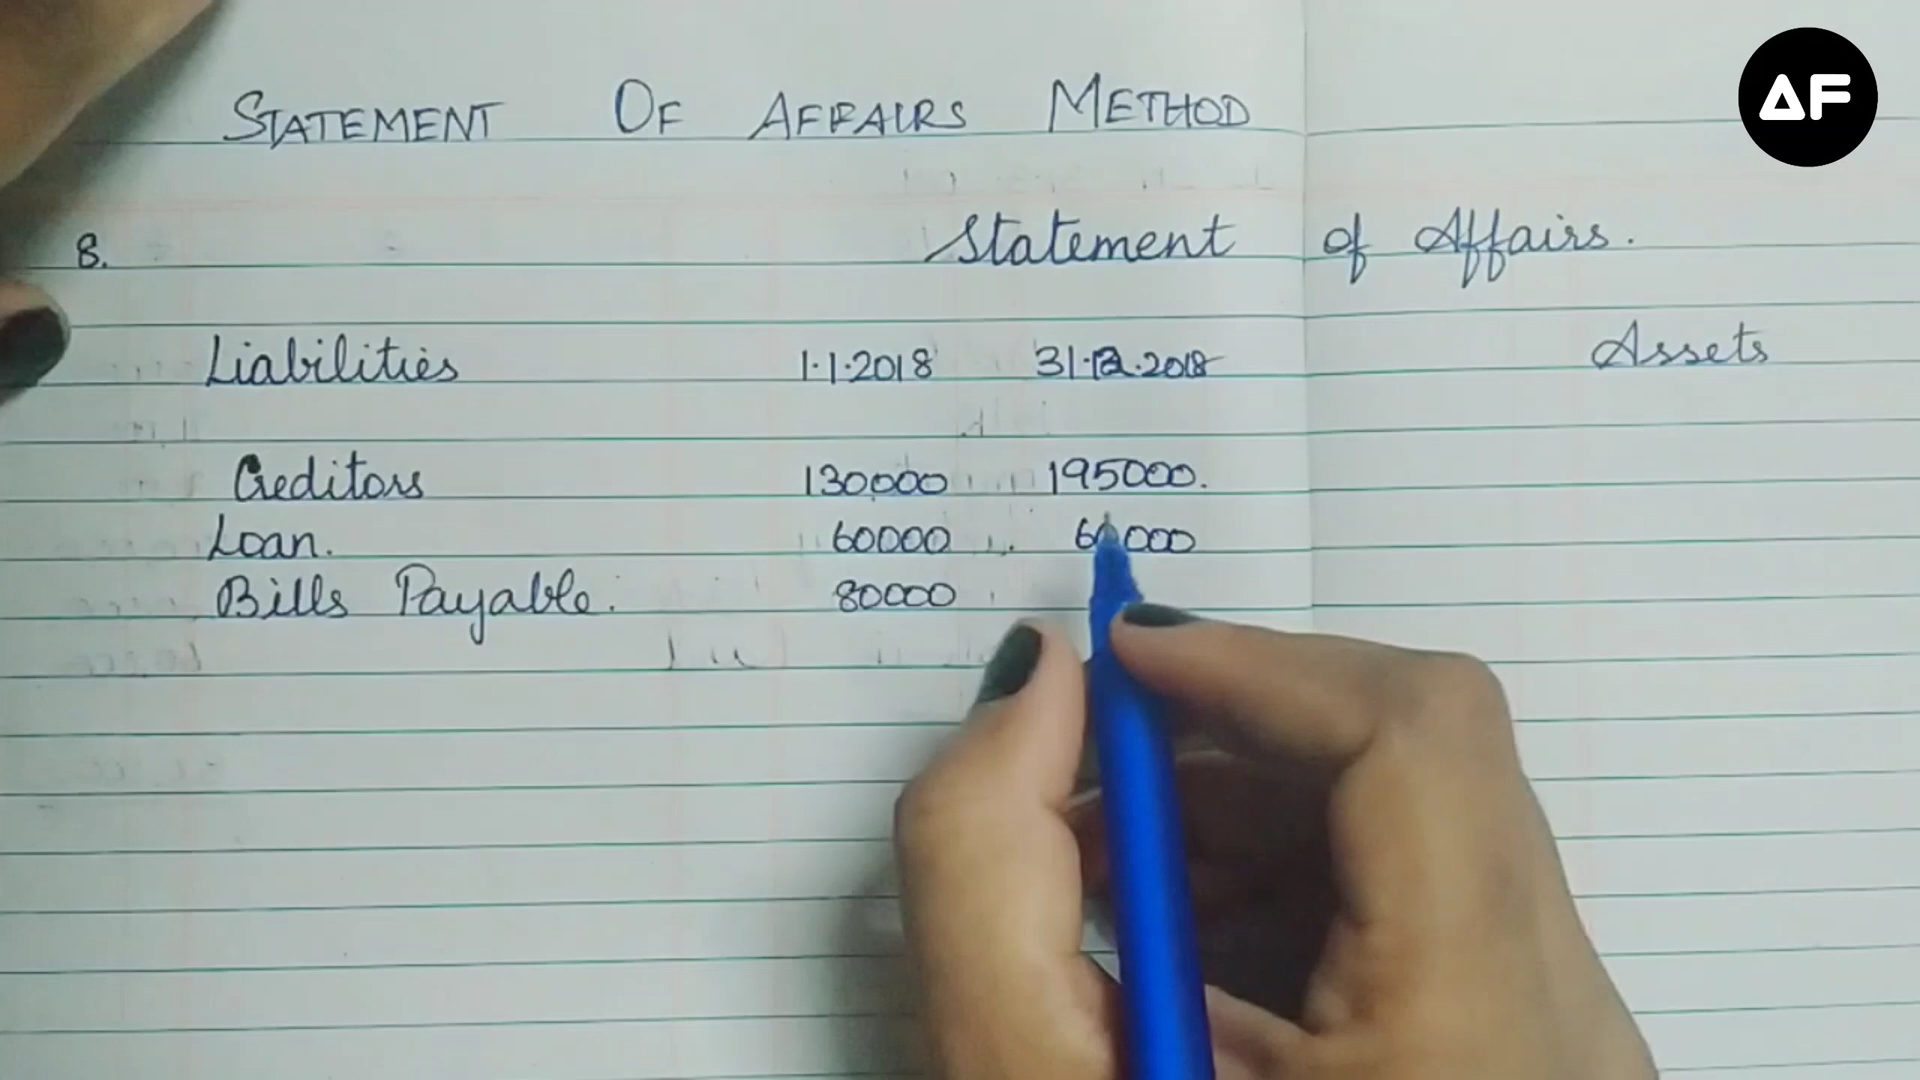 AF
STATEMENT OF AFFAIRS METHOD
8. Statement of Affairs.
Liabilities 1.1.2018 31.12.2018 Assets
Creditors 130000 195000.
Loan. 60000 60000
Bills Payable. 80000